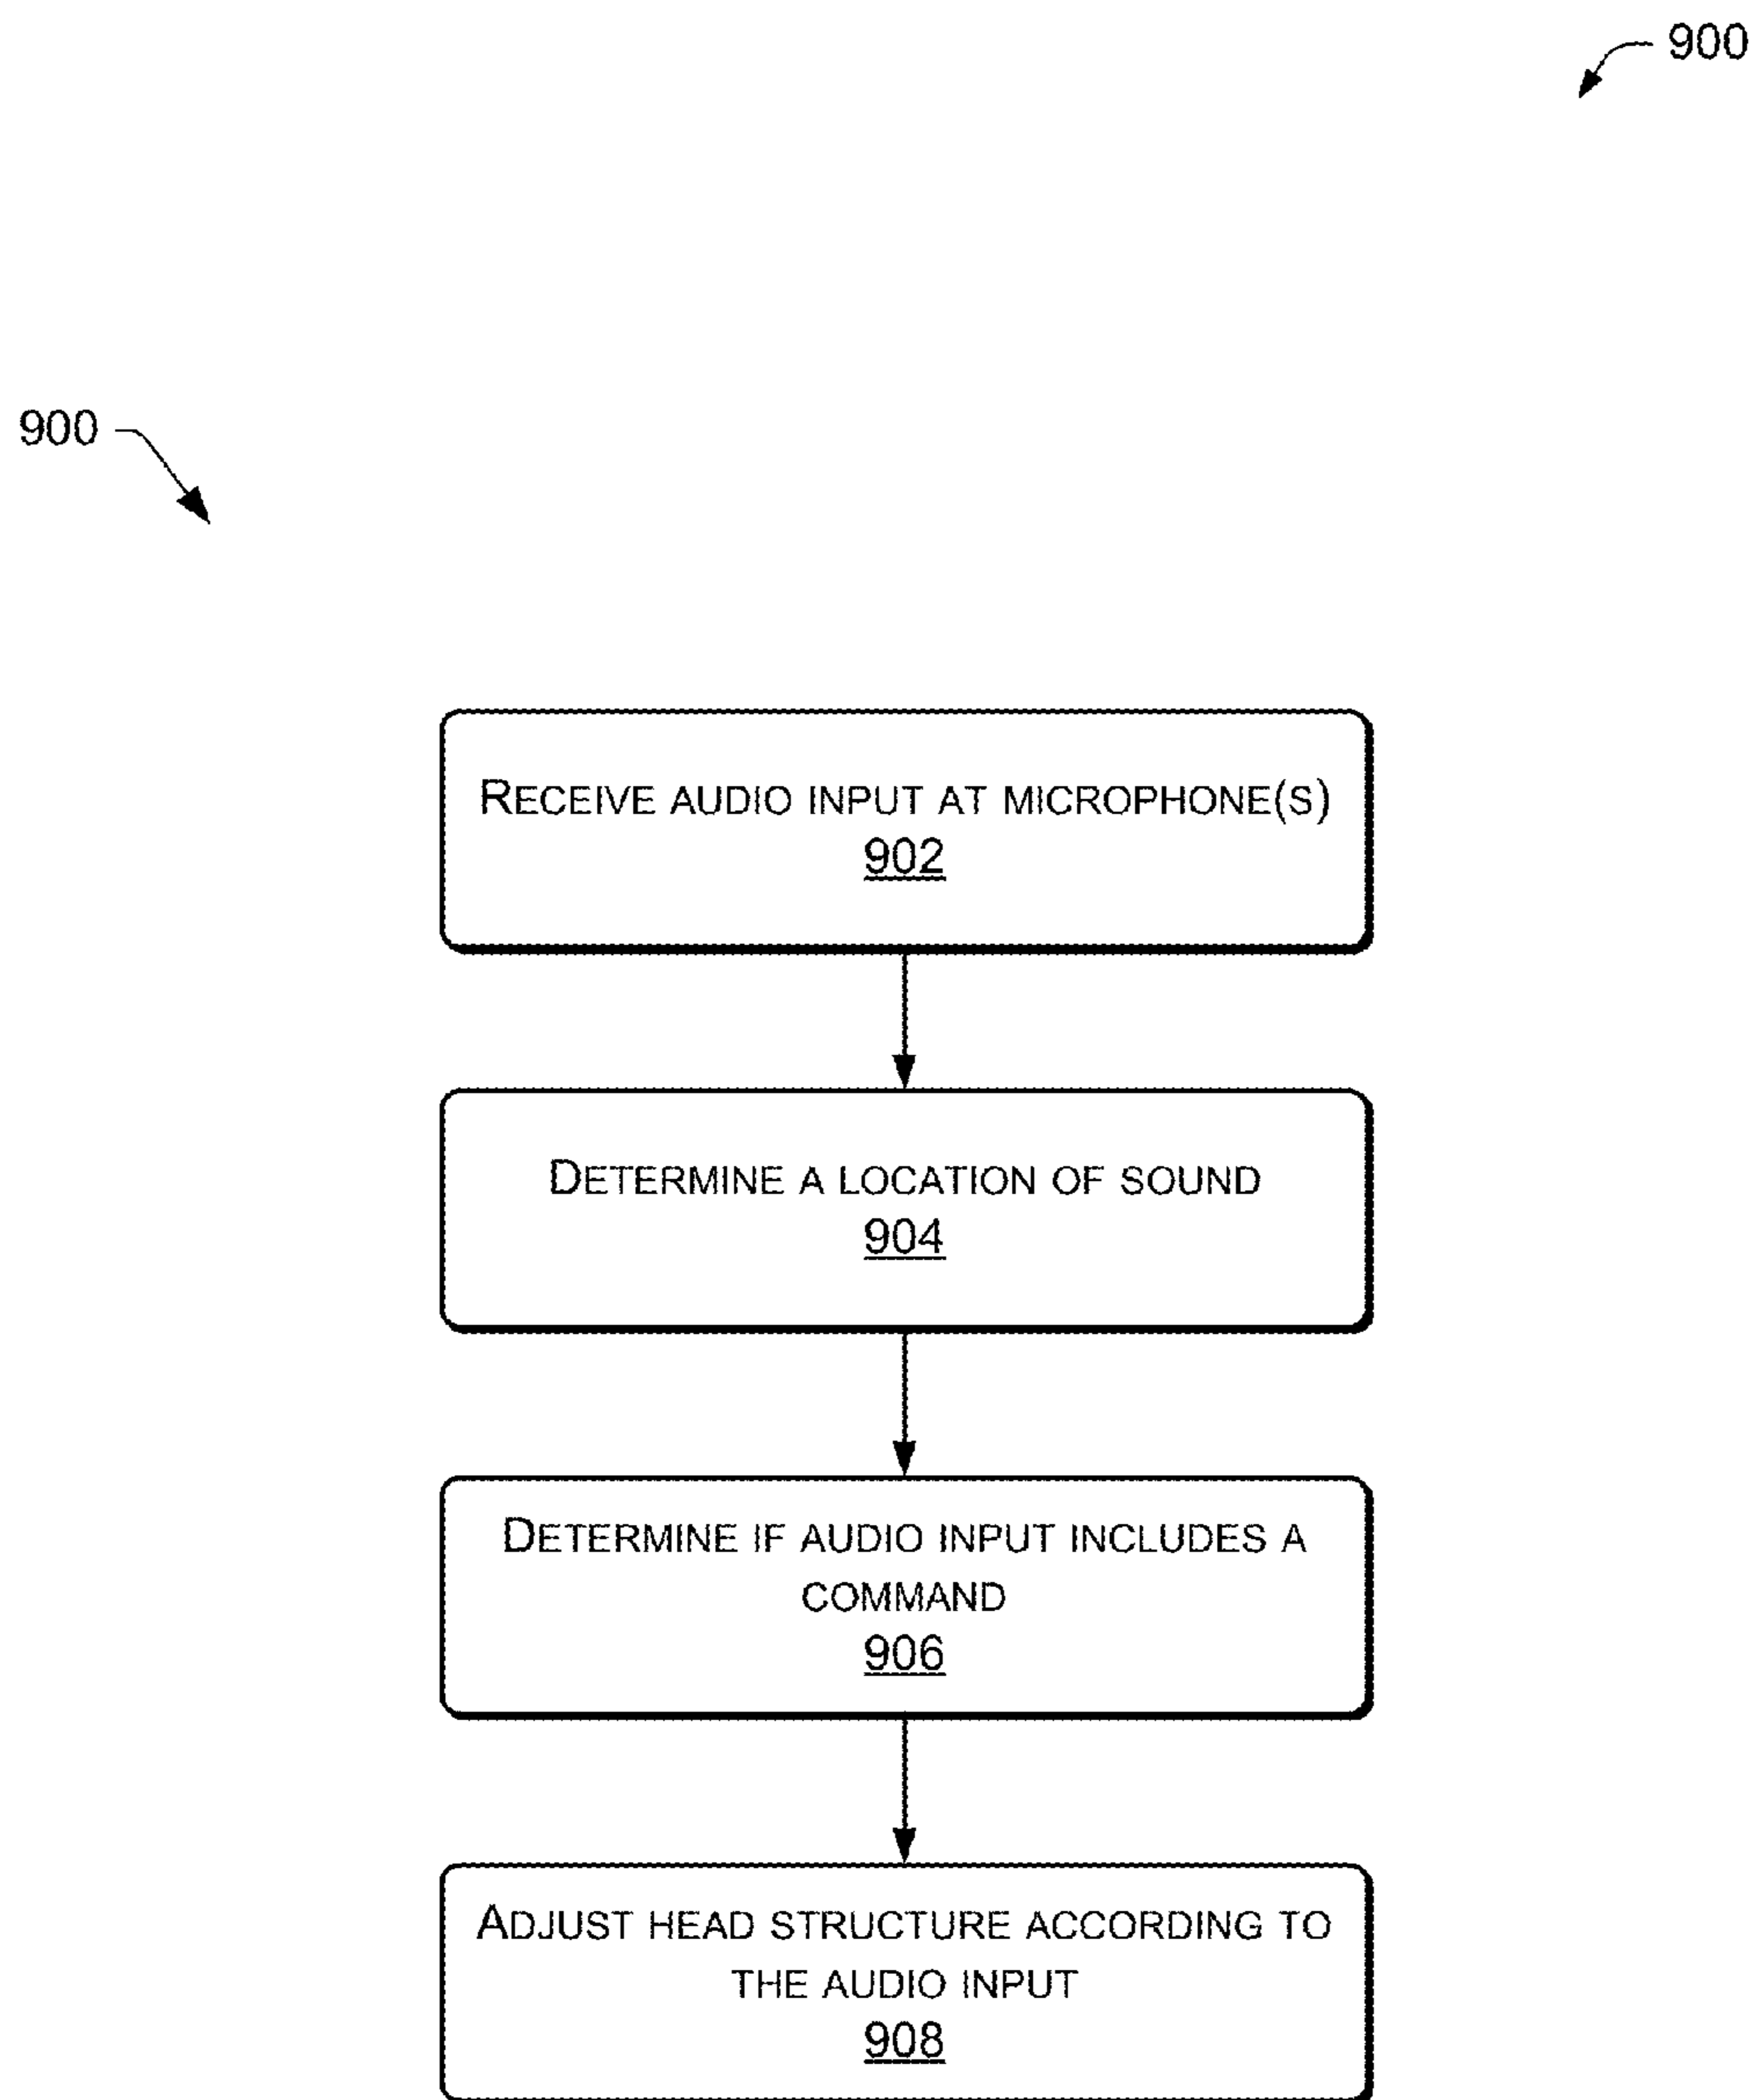 900
900
RECEIVE AUDIO INPUT AT MICROPHONE(S)
902
DETERMINE A LOCATION OF SOUND
904
DETERMINE IF AUDIO INPUT INCLUDES A
COMMAND
906
ADJUST HEAD STRUCTURE ACCORDING TO
THE AUDIO INPUT
908